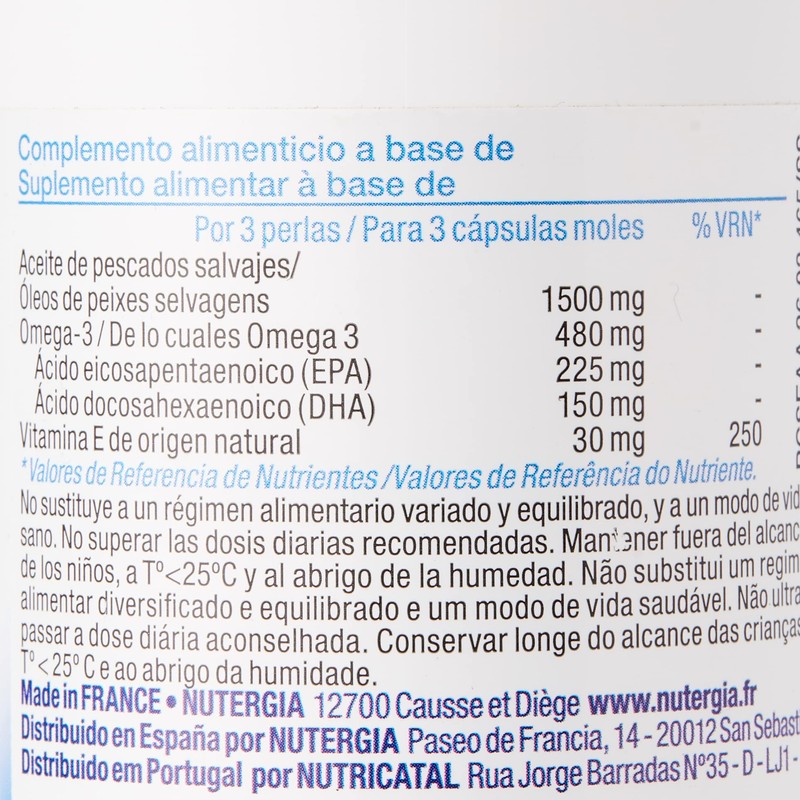 Complemento alimenticio a base de
Suplemento alimentar à base de
Por 3 perlas / Para 3 cápsulas moles % VRN*
Aceite de pescados salvajes/
Óleos de peixes selvagens 1500 mg -
Omega-3 / De lo cuales Omega 3 480 mg -
Ácido eicosapentaenoico (EPA) 225 mg -
Ácido docosahexaenoico (DHA) 150 mg -
Vitamina E de origen natural 30 mg 250
*Valores de Referencia de Nutrientes /Valores de Referência do Nutriente.
No sustituye a un régimen alimentario variado y equilibrado, y a un modo de vid
sano. No superar las dosis diarias recomendadas. Mantener fuera del alcanc
de los niños, a Tº<25ºC y al abrigo de la humedad. Não substitui um regim
alimentar diversificado e equilibrado e um modo de vida saudável. Não ultra
passar a dose diária aconselhada. Conservar longe do alcance das crianças
Tº<25º C e ao abrigo da humidade.
Made in FRANCE • NUTERGIA 12700 Causse et Diège www.nutergia.fr
Distribuido en España por NUTERGIA Paseo de Francia, 14 - 20012 San Sebast
Distribuído em Portugal por NUTRICATAL Rua Jorge Barradas Nº35 - D - LJ1 -